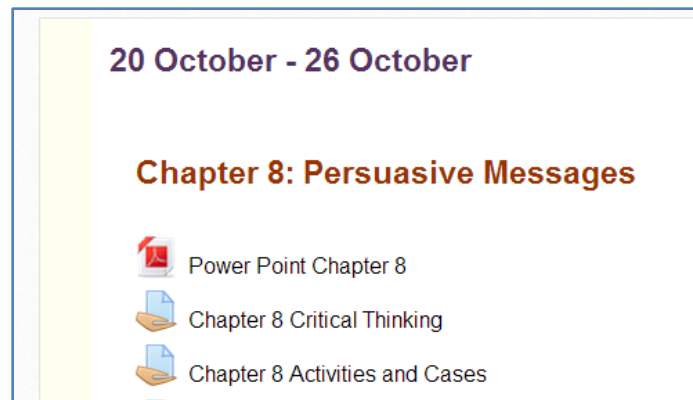 20 October - 26 October
Chapter 8: Persuasive Messages
Power Point Chapter 8
Chapter 8 Critical Thinking
Chapter 8 Activities and Cases